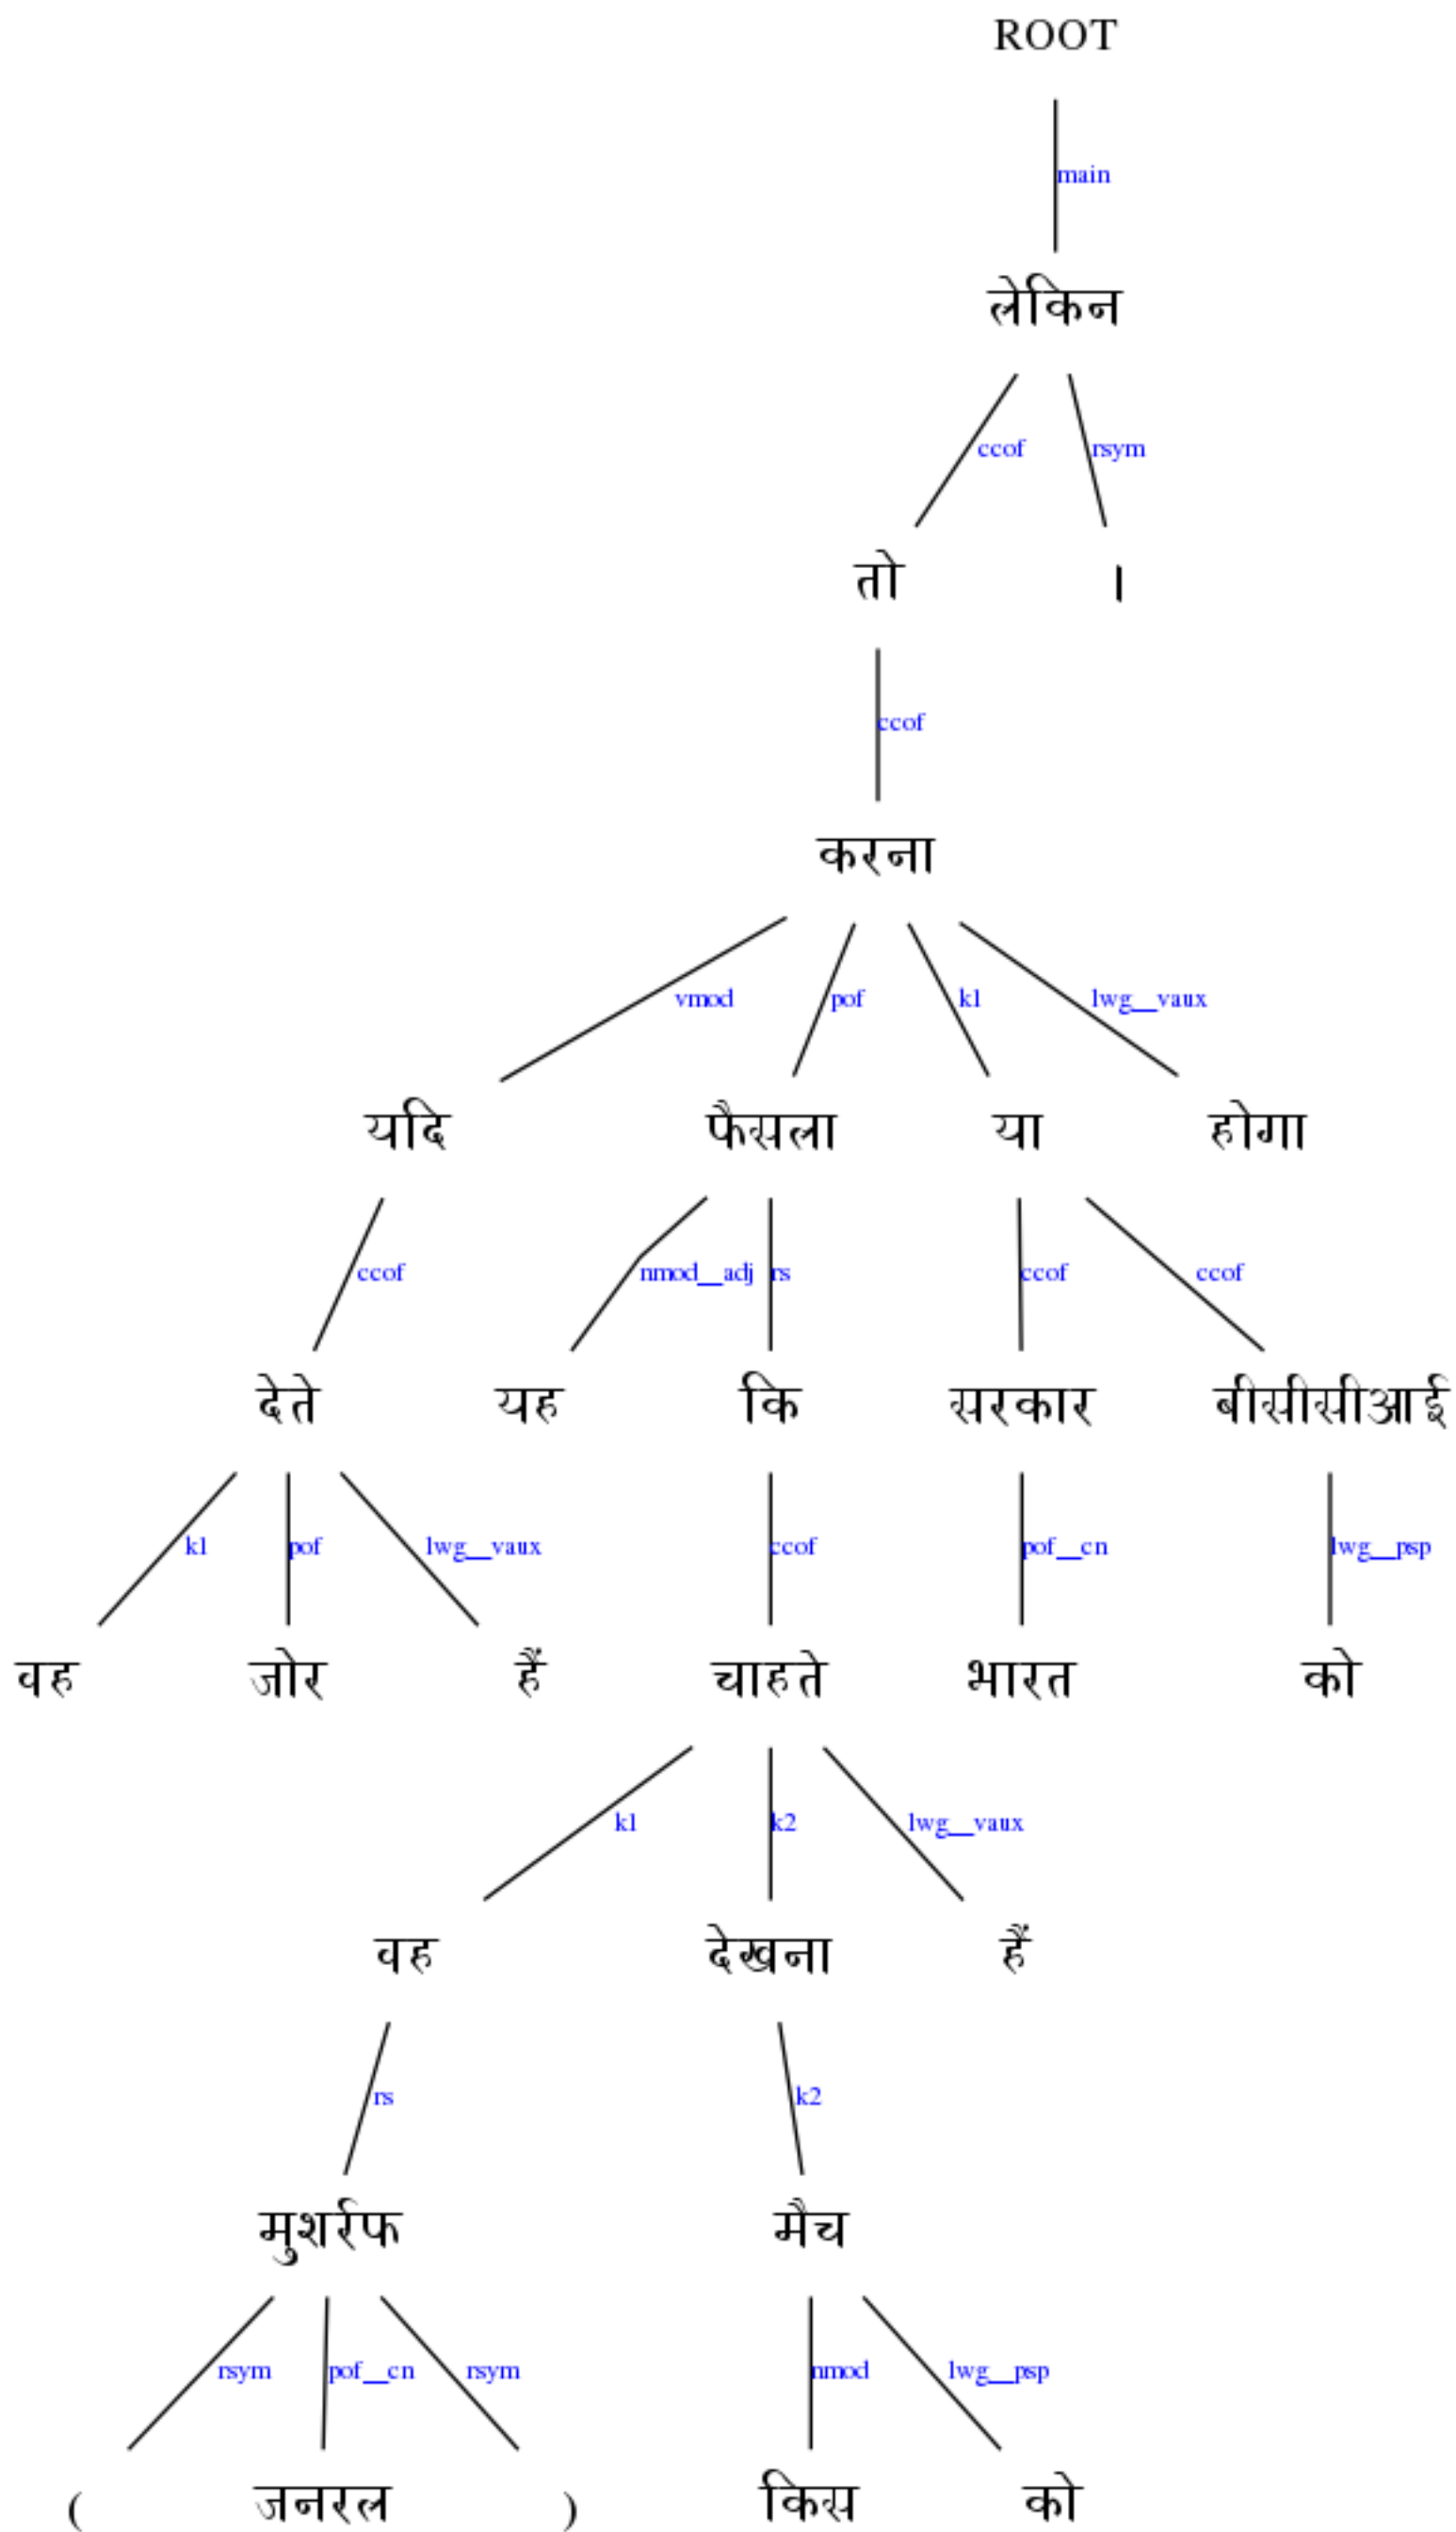 ROOT
main
लेकिन
ccof rsym
तो ।
ccof
करना
vmod pof k1 lwg__vaux
यदि फैसला या होगा
ccof nmod__adj rs ccof ccof
देते यह कि सरकार बीसीसीआई
k1 pof lwg__vaux ccof pof__cn lwg__psp
वह जोर हैं चाहते भारत को
k1 k2 lwg__vaux
वह देखना हैं
rs k2
मुशर्रफ मैच
rsym pof__cn rsym nmod lwg__psp
( जनरल ) किस को